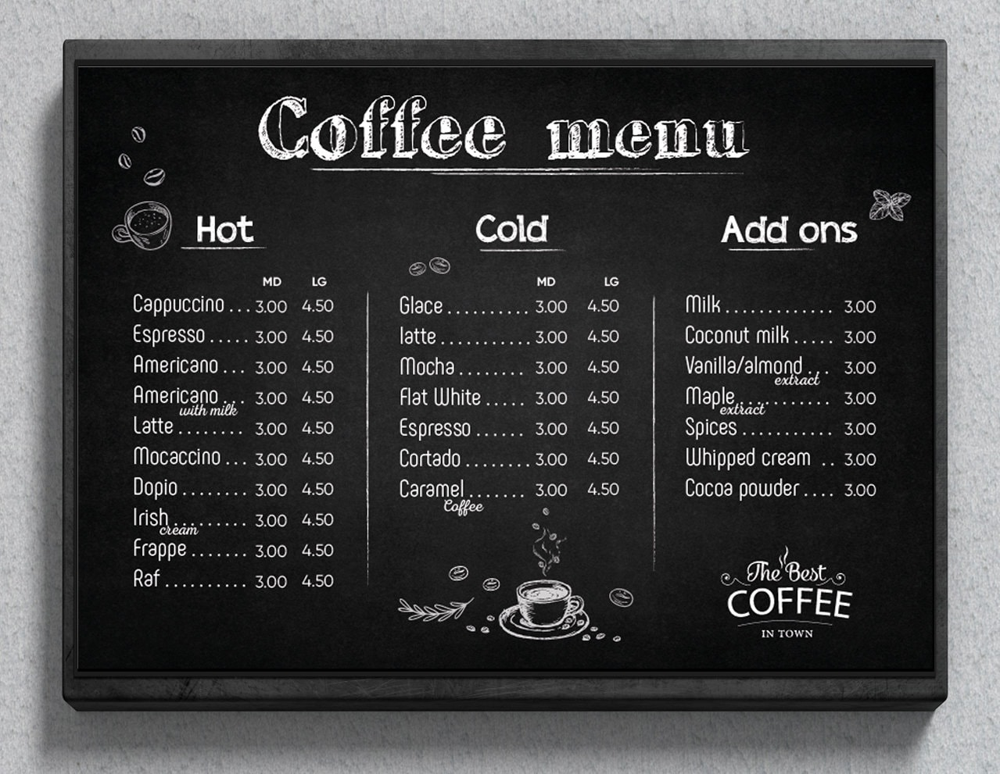 Coffee menu
Hot
MD LG
Cappuccino ... 3.00 4.50
Espresso ..... 3.00 4.50
Americano ... 3.00 4.50
Americano ... 3.00 4.50
with milk
Latte ........ 3.00 4.50
Mocaccino ... 3.00 4.50
Dopio ....... 3.00 4.50
Irish ......... 3.00 4.50
cream
Frappe ....... 3.00 4.50
Raf .......... 3.00 4.50
Cold
MD LG
Glace .......... 3.00 4.50
latte ........... 3.00 4.50
Mocha ........ 3.00 4.50
Flat White ..... 3.00 4.50
Espresso ...... 3.00 4.50
Cortado ........ 3.00 4.50
Caramel ....... 3.00 4.50
Coffee
Add ons
Milk ............. 3.00
Coconut milk ..... 3.00
Vanilla/almond ... 3.00
extract
Maple ........... 3.00
extract
Spices ........... 3.00
Whipped cream .. 3.00
Cocoa powder .... 3.00
The Best
COFFEE
IN TOWN